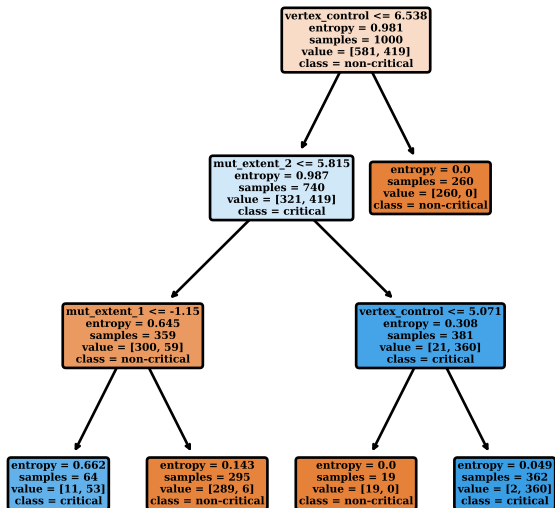 vertex_control <= 6.538
entropy = 0.981
samples = 1000
value = [581, 419]
class = non-critical
mut_extent_2 <= 5.815
entropy = 0.987
samples = 740
value = [321, 419]
class = critical
entropy = 0.0
samples = 260
value = [260, 0]
class = non-critical
mut_extent_1 <= -1.15
entropy = 0.645
samples = 359
value = [300, 59]
class = non-critical
vertex_control <= 5.071
entropy = 0.308
samples = 381
value = [21, 360]
class = critical
entropy = 0.662
samples = 64
value = [11, 53]
class = critical
entropy = 0.143
samples = 295
value = [289, 6]
class = non-critical
entropy = 0.0
samples = 19
value = [19, 0]
class = non-critical
entropy = 0.049
samples = 362
value = [2, 360]
class = critical